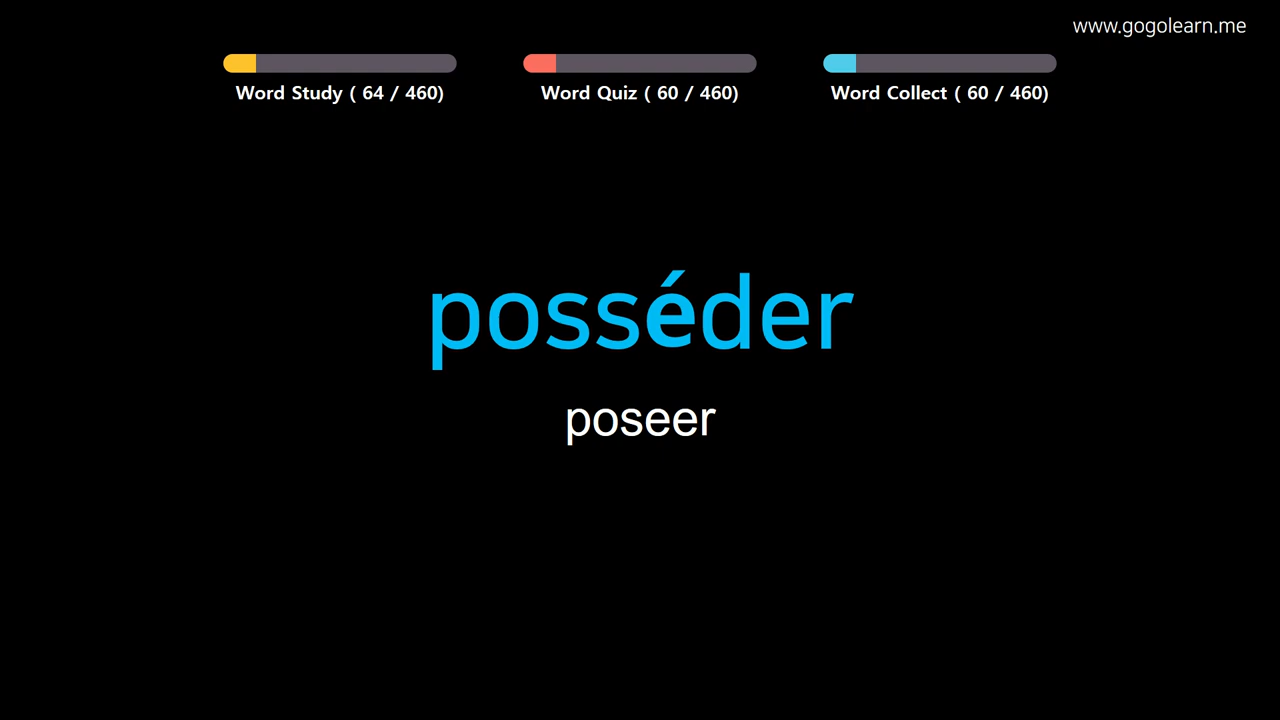 www.gogolearn.me
Word Study ( 64 / 460)
Word Quiz ( 60 / 460)
Word Collect ( 60 / 460)
posséder
poseer